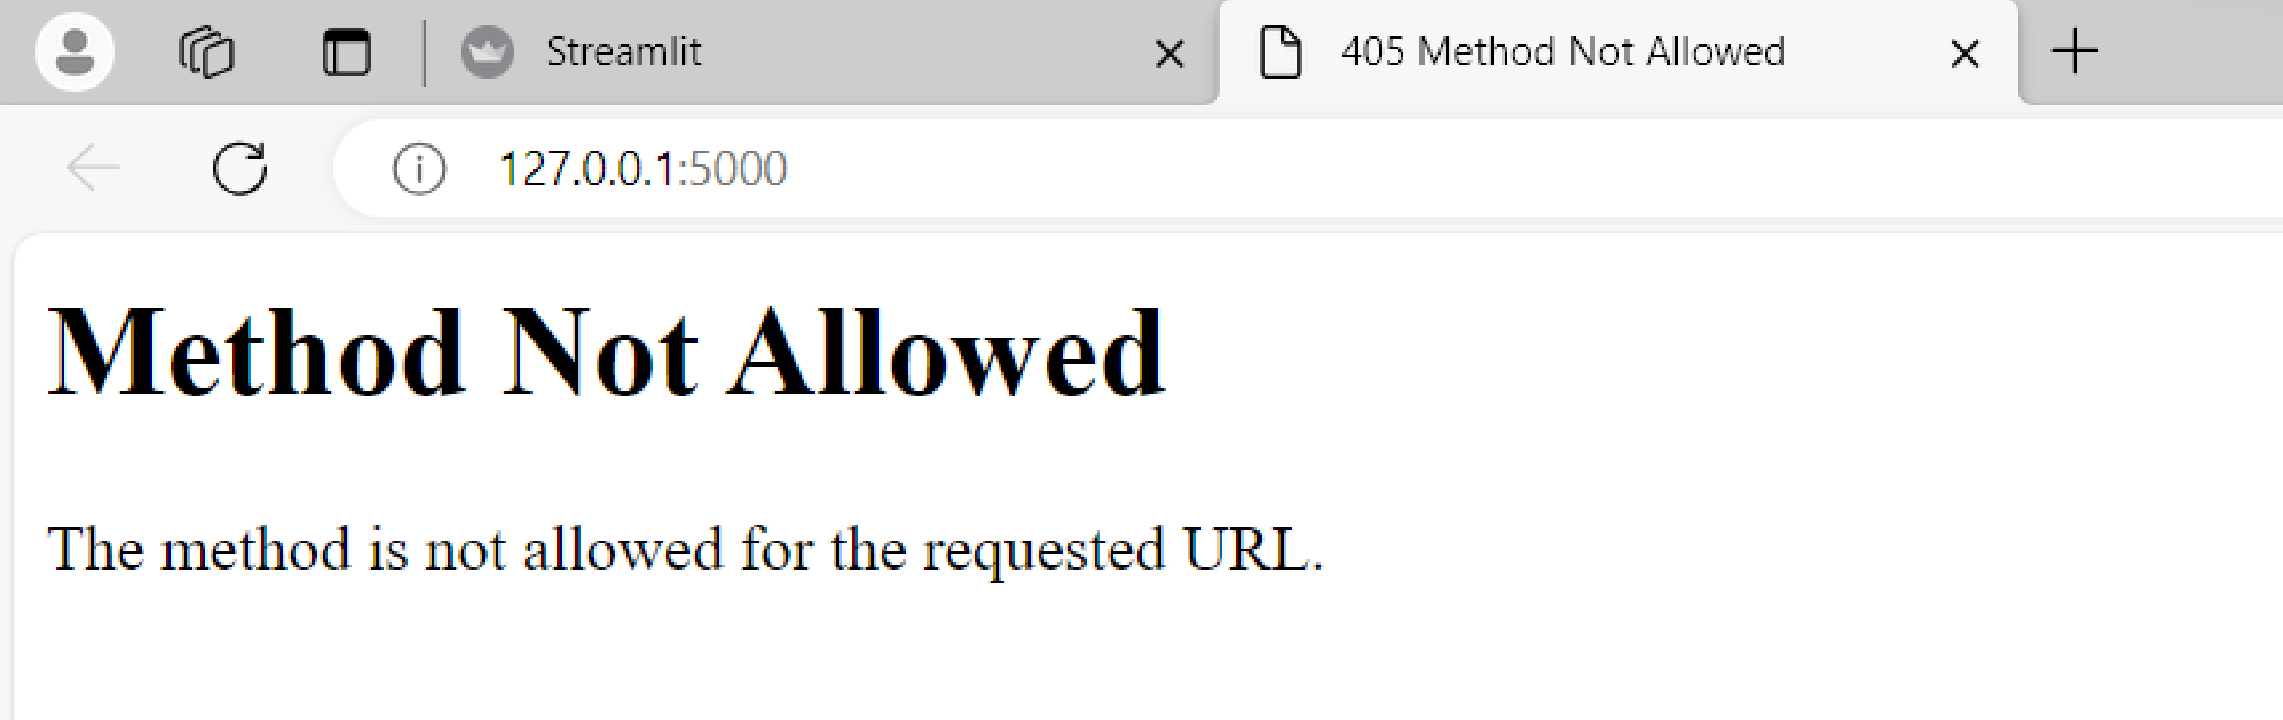 Streamlit
405 Method Not Allowed
127.0.0.1:5000
Method Not Allowed
The method is not allowed for the requested URL.